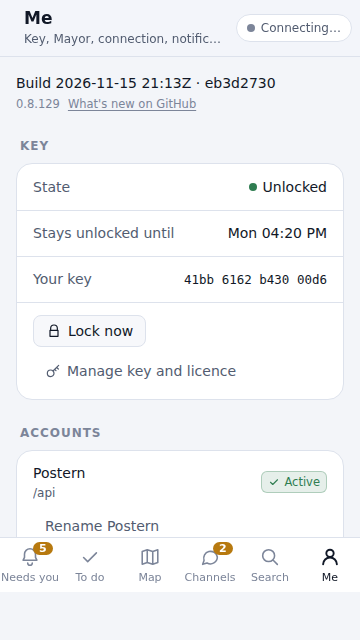 Me
Key, Mayor, connection, notific...
Connecting...
Build 2026-11-15 21:13Z · eb3d2730
0.8.129 What's new on GitHub
KEY
State Unlocked
Stays unlocked until Mon 04:20 PM
Your key 41bb 6162 b430 00d6
Lock now
Manage key and licence
ACCOUNTS
Postern
/api
Active
Rename Postern
5 2
Needs you To do Map Channels Search Me